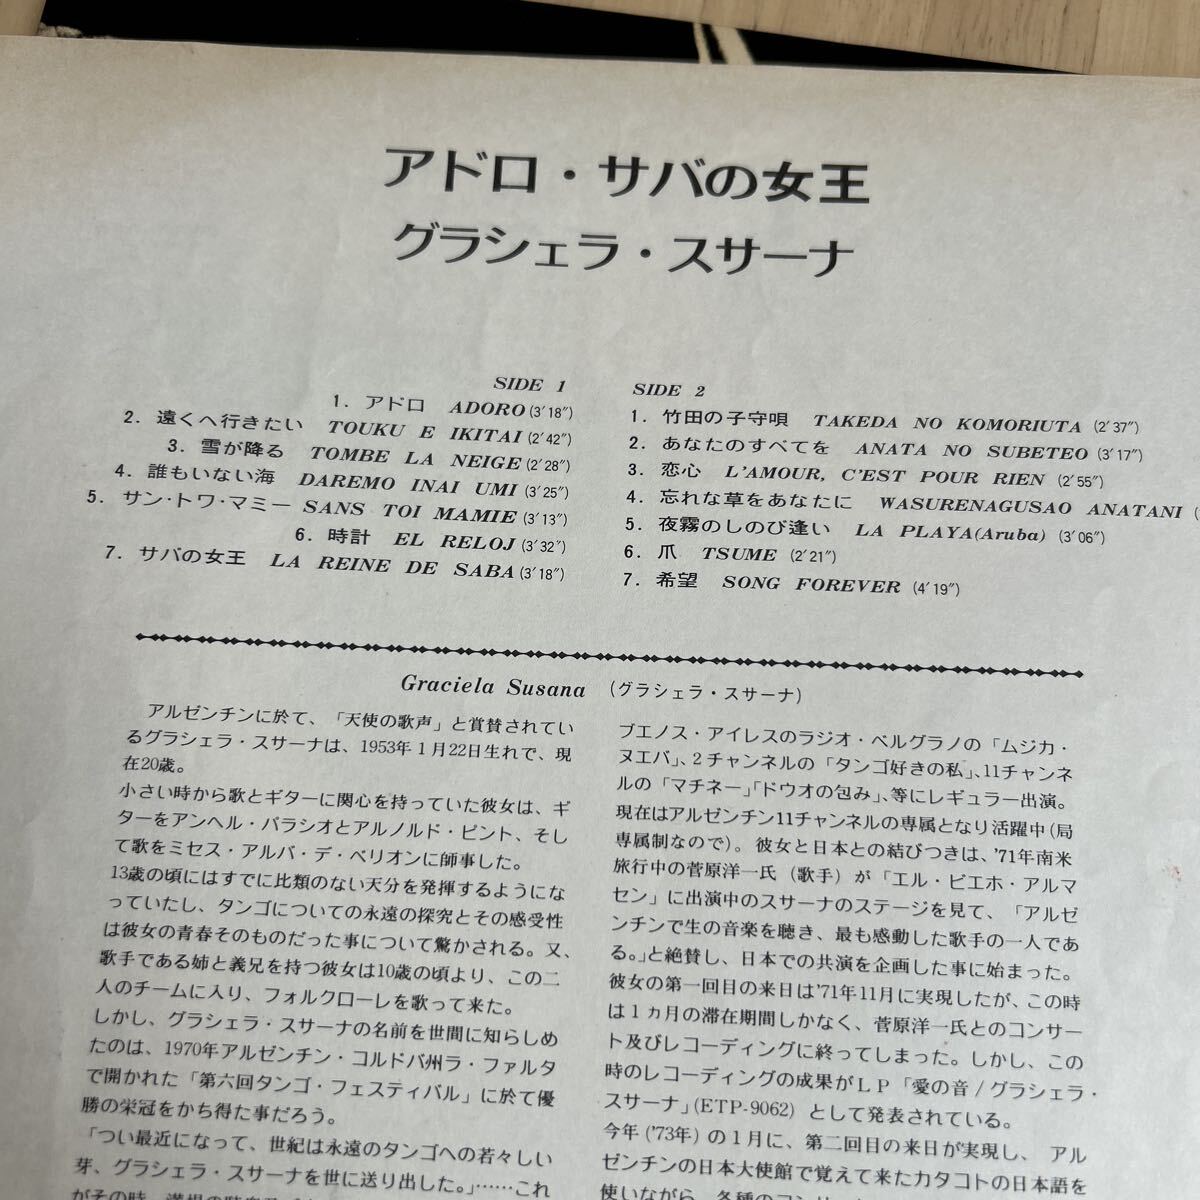 アドロ・サバの女王
グラシェラ・スサーナ
SIDE 1
1. アドロ ADORO (3′18″)
2. 遠くへ行きたい TOUKU E IKITAI (2′42″)
3. 雪が降る TOMBE LA NEIGE (2′28″)
4. 誰もいない海 DAREMO INAI UMI (3′25″)
5. サン・トワ・マミー SANS TOI MAMIE (3′13″)
6. 時計 EL RELOJ (3′32″)
7. サバの女王 LA REINE DE SABA (3′18″)
SIDE 2
1. 竹田の子守唄 TAKEDA NO KOMORIUTA (2′37″)
2. あなたのすべてを ANATA NO SUBETEO (3′17″)
3. 恋心 L'AMOUR, C'EST POUR RIEN (2′55″)
4. 忘れな草をあなたに WASURENAGUSAO ANATANI (
5. 夜霧のしのび逢い LA PLAYA(Aruba) (3′06″)
6. 爪 TSUME (2′21″)
7. 希望 SONG FOREVER (4′19″)
Graciela Susana (グラシェラ・スサーナ)
アルゼンチンに於て、「天使の歌声」と賞賛されてい
るグラシェラ・スサーナは、1953年1月22日生れで、現
在20歳。
小さい時から歌とギターに関心を持っていた彼女は、ギ
ターをアンヘル・パラシオとアルノルド・ピント、そし
て歌をミセス・アルバ・デ・ベリオンに師事した。
13歳の頃にはすでに比類のない天分を発揮するようにな
っていたし、タンゴについての永遠の探究とその感受性
は彼女の青春そのものだった事について驚かされる。又、
歌手である姉と義兄を持つ彼女は10歳の頃より、この二
人のチームに入り、フォルクローレを歌って来た。
しかし、グラシェラ・スサーナの名前を世間に知らしめ
たのは、1970年アルゼンチン・コルドバ州ラ・ファルタ
で開かれた「第六回タンゴ・フェスティバル」に於て優
勝の栄冠をかち得た事だろう。
「つい最近になって、世紀は永遠のタンゴへの若々しい
芽、グラシェラ・スサーナを世に送り出した。」……これ
ブエノス・アイレスのラジオ・ベルグラノの「ムジカ・
ヌエバ」、2チャンネルの「タンゴ好きの私」、11チャンネ
ルの「マチネー」「ドウオの包み」、等にレギュラー出演。
現在はアルゼンチン11チャンネルの専属となり活躍中(局
専属制なので)。彼女と日本との結びつきは、'71年南米
旅行中の菅原洋一氏(歌手)が「エル・ビエホ・アルマ
セン」に出演中のスサーナのステージを見て、「アルゼ
ンチンで生の音楽を聴き、最も感動した歌手の一人であ
る。」と絶賛し、日本での共演を企画した事に始まった。
彼女の第一回目の来日は'71年11月に実現したが、この時
は1ヵ月の滞在期間しかなく、菅原洋一氏とのコンサー
ト及びレコーディングに終ってしまった。しかし、この
時のレコーディングの成果がLP「愛の音/グラシェラ・
スサーナ」(ETP-9062)として発表されている。
今年('73年)の1月に、第二回目の来日が実現し、アル
ゼンチンの日本大使館で覚えて来たカタコトの日本語を